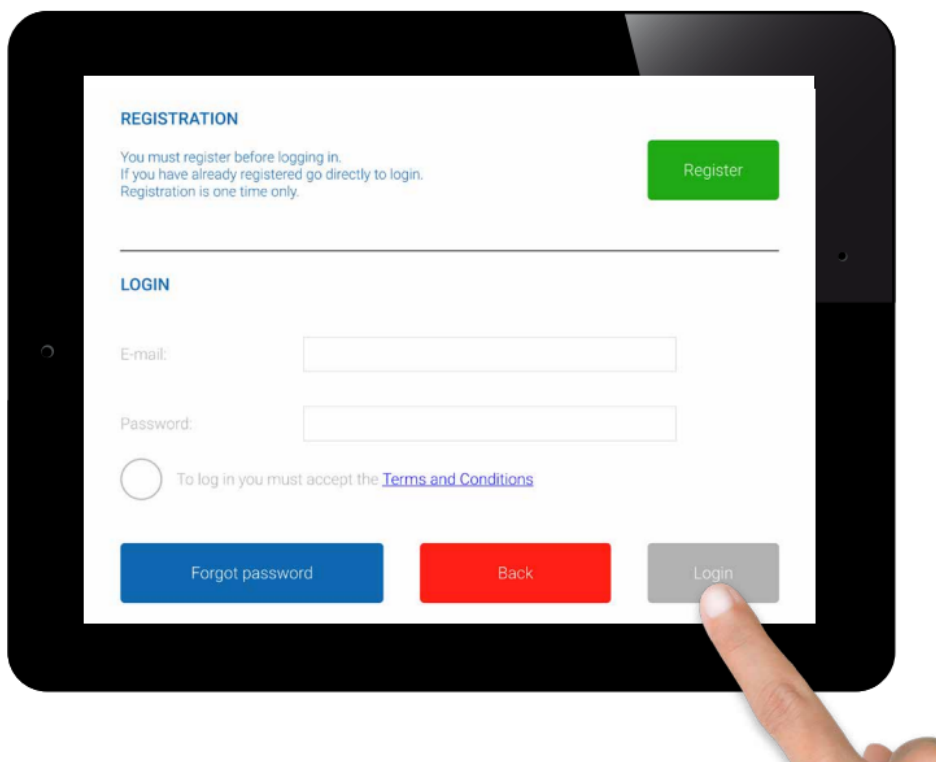 REGISTRATION
You must register before logging in.
If you have already registered go directly to login.
Registration is one time only.
Register
LOGIN
E-mail:
Password:
To log in you must accept the Terms and Conditions
Forgot password
Back
Login